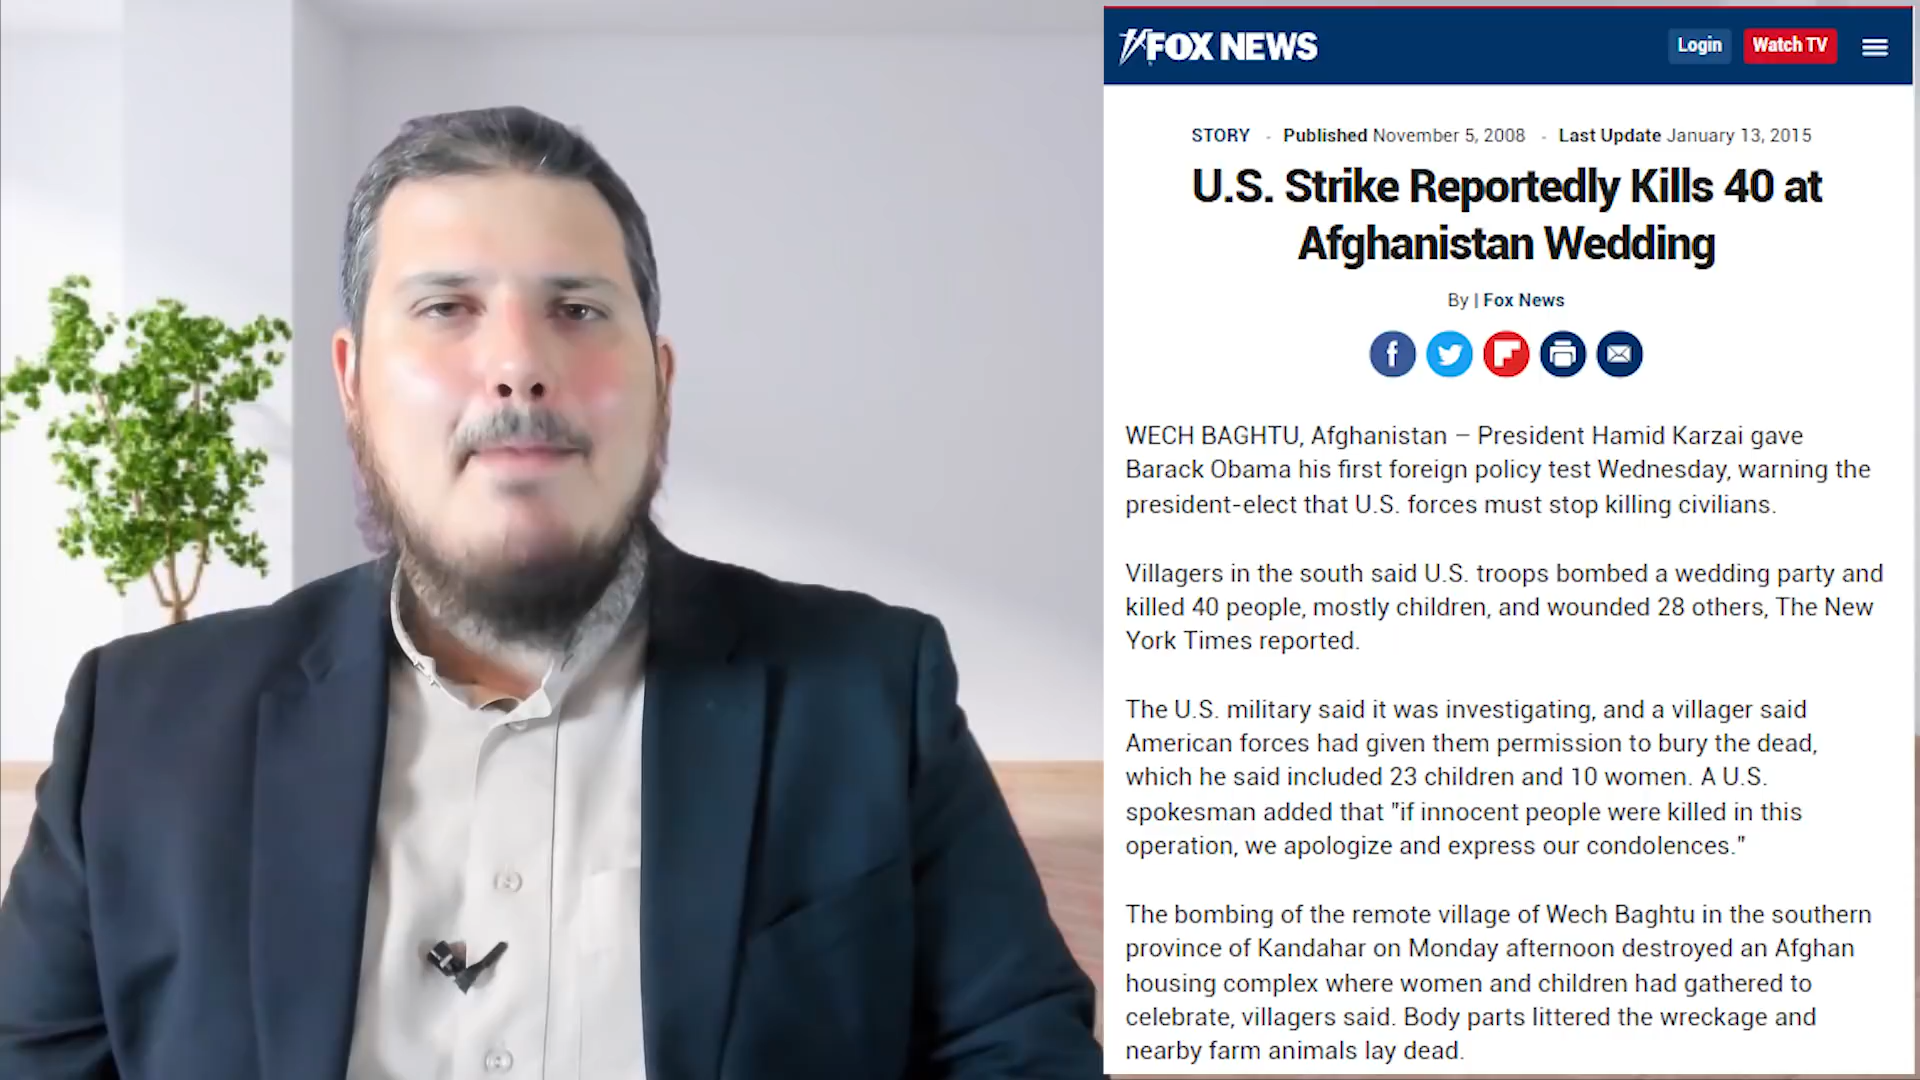 FOX NEWS
Login
Watch TV
STORY - Published November 5, 2008 - Last Update January 13, 2015
U.S. Strike Reportedly Kills 40 at
Afghanistan Wedding
By | Fox News
WECH BAGHTU, Afghanistan – President Hamid Karzai gave
Barack Obama his first foreign policy test Wednesday, warning the
president-elect that U.S. forces must stop killing civilians.
Villagers in the south said U.S. troops bombed a wedding party and
killed 40 people, mostly children, and wounded 28 others, The New
York Times reported.
The U.S. military said it was investigating, and a villager said
American forces had given them permission to bury the dead,
which he said included 23 children and 10 women. A U.S.
spokesman added that "if innocent people were killed in this
operation, we apologize and express our condolences."
The bombing of the remote village of Wech Baghtu in the southern
province of Kandahar on Monday afternoon destroyed an Afghan
housing complex where women and children had gathered to
celebrate, villagers said. Body parts littered the wreckage and
nearby farm animals lay dead.